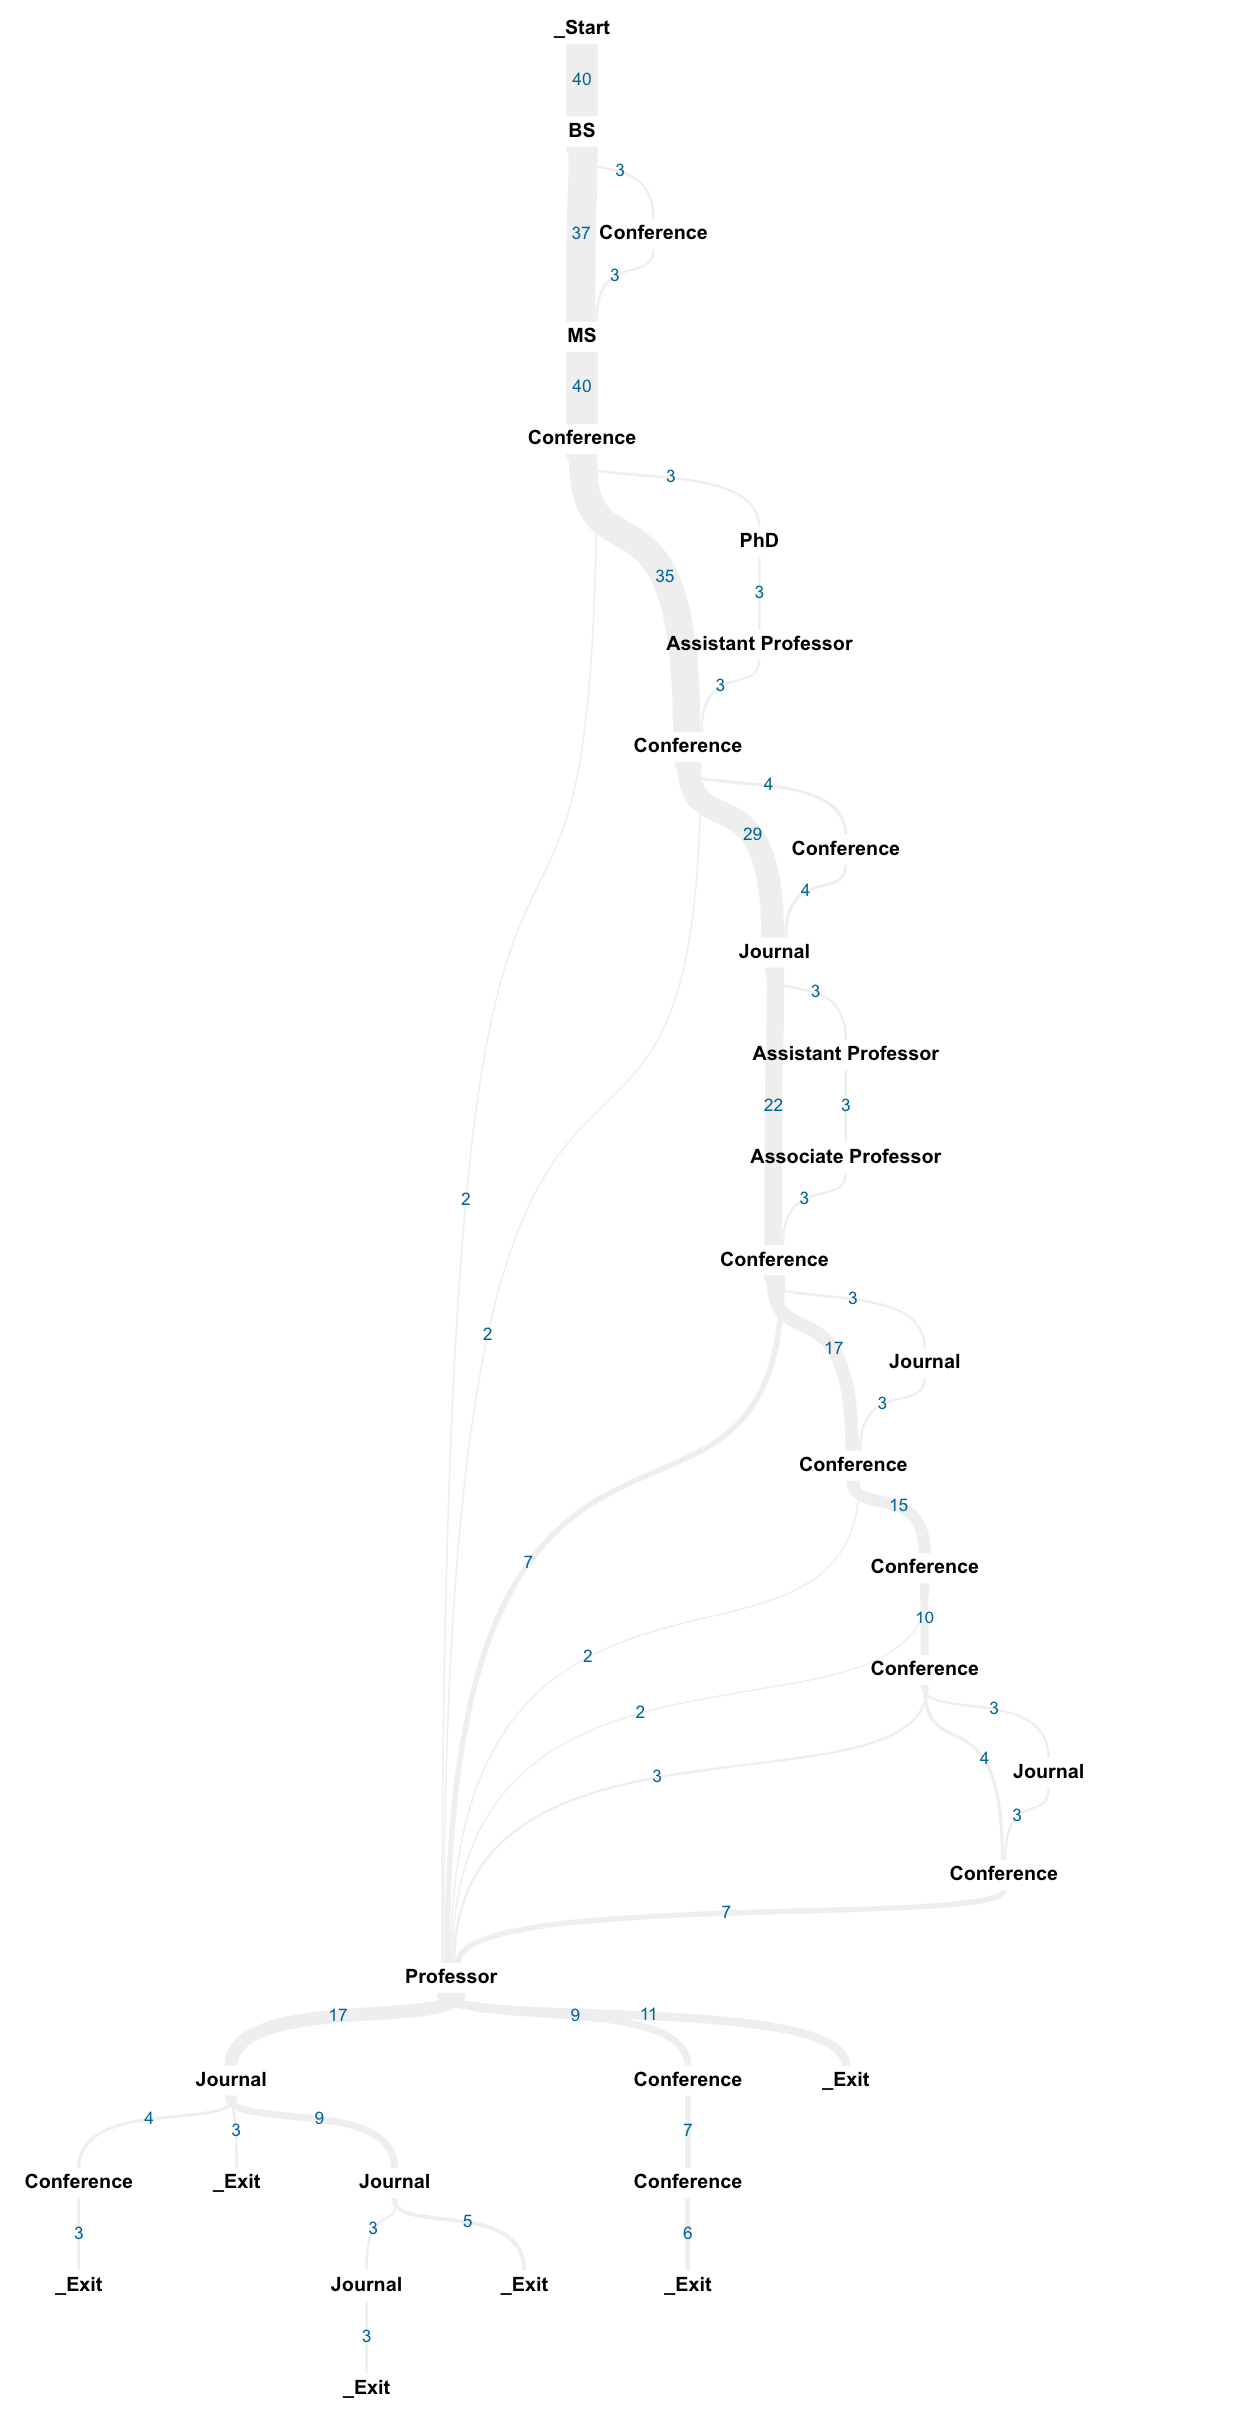 _Start
40
BS
3
37
Conference
3
MS
40
Conference
3
PhD
35
3
Assistant Professor
3
Conference
4
29
Conference
4
Journal
3
Assistant Professor
22
3
Associate Professor
2
3
Conference
3
2
17
Journal
3
Conference
15
7
Conference
10
2
Conference
3
2
4
Journal
3
3
Conference
7
Professor
17
9
11
Journal
Conference
_Exit
4
3
9
7
Conference
_Exit
Journal
Conference
3
3
5
6
_Exit
Journal
_Exit
_Exit
3
_Exit